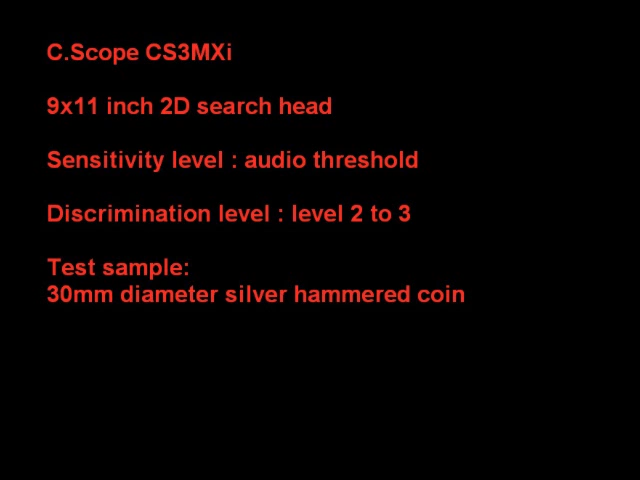 C.Scope CS3MXi
9x11 inch 2D search head
Sensitivity level : audio threshold
Discrimination level : level 2 to 3
Test sample:
30mm diameter silver hammered coin